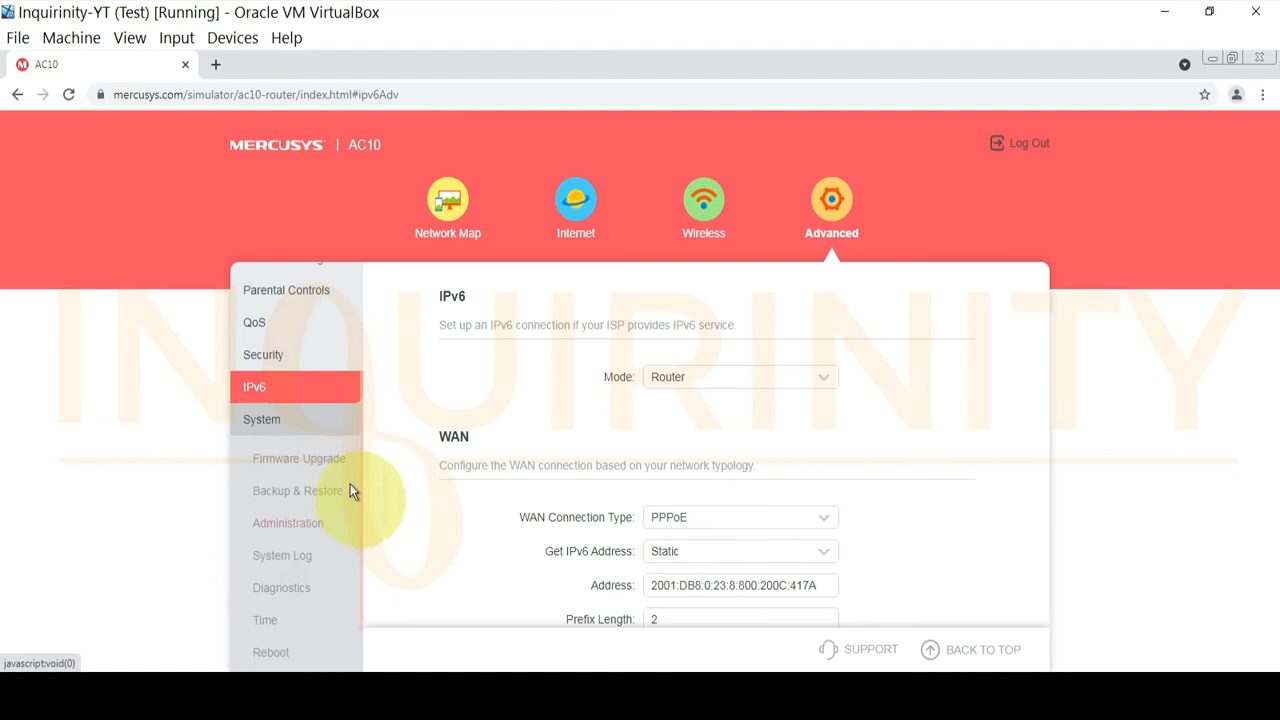 Inquirinity-YT (Test) [Running] - Oracle VM VirtualBox
File Machine View Input Devices Help
AC10
mercusys.com/simulator/ac10-router/index.html#ipv6Adv
MERCUSYS | AC10
Log Out
Network Map
Internet
Wireless
Advanced
Parental Controls
QoS
Security
IPv6
System
Firmware Upgrade
Backup & Restore
Administration
System Log
Diagnostics
Time
Reboot
IPv6
Set up an IPv6 connection if your ISP provides IPv6 service.
Mode: Router
WAN
Configure the WAN connection based on your network typology.
WAN Connection Type: PPPoE
Get IPv6 Address: Static
Address: 2001:DB8:0:23:8:800:200C:417A
Prefix Length: 2
SUPPORT
BACK TO TOP
javascript:void(0)
INQUIRINITY